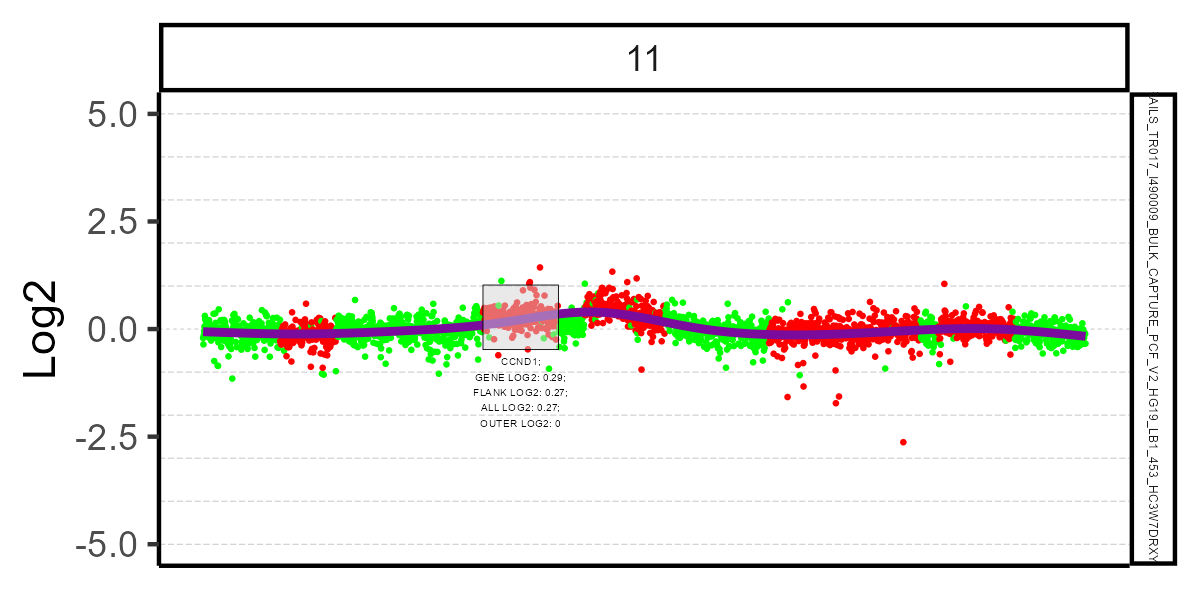 11
Log2
5.0
2.5
0.0
-2.5
-5.0
CCND1;
GENE LOG2: 0.29;
FLANK LOG2: 0.27;
ALL LOG2: 0.27;
OUTER LOG2: 0
AILS_TR017_I490009_BULK_CAPTURE_PCF_V2_HG19_LB1_453_HC3W7DRXY